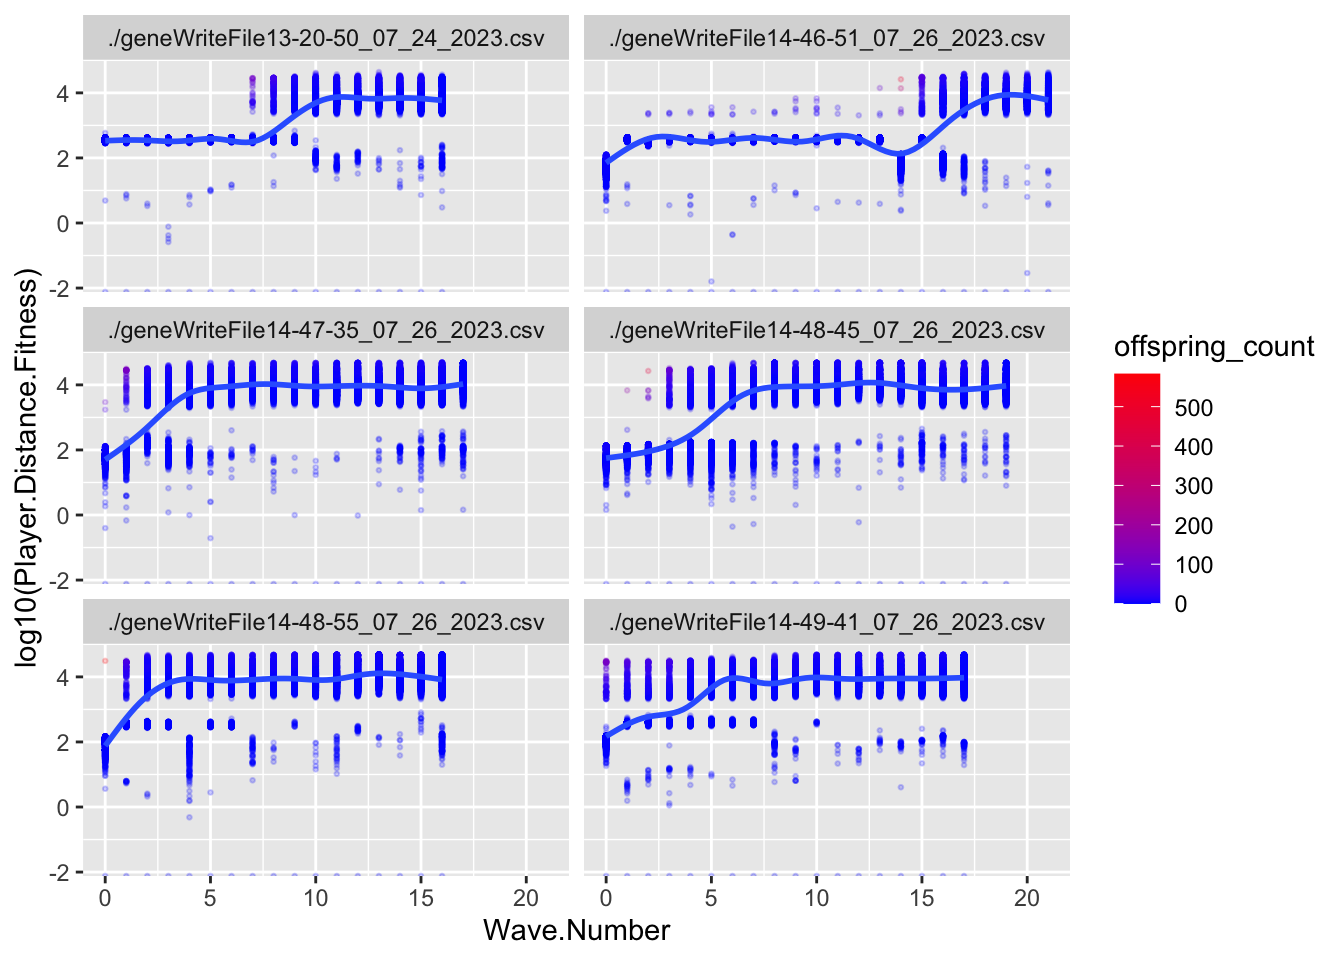 ./geneWriteFile13-20-50_07_24_2023.csv
./geneWriteFile14-46-51_07_26_2023.csv
4
2
0
-2
./geneWriteFile14-47-35_07_26_2023.csv
./geneWriteFile14-48-45_07_26_2023.csv
4
2
0
-2
./geneWriteFile14-48-55_07_26_2023.csv
./geneWriteFile14-49-41_07_26_2023.csv
4
2
0
-2
0 5 10 15 20
0 5 10 15 20
Wave.Number
log10(Player.Distance.Fitness)
offspring_count
500
400
300
200
100
0